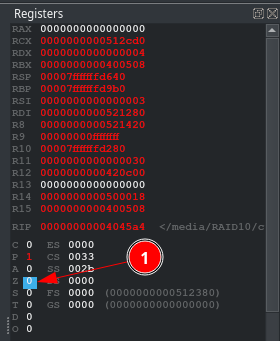 Registers
RAX 0000000000000000
RCX 0000000000512cd0
RDX 0000000000000004
RBX 0000000000400508
RSP 00007fffffffd640
RBP 00007fffffffd9b0
RSI 0000000000000003
RDI 0000000000521280
R8 0000000000521420
R9 00000000ffffffff
R10 00007fffffffd280
R11 0000000000000030
R12 0000000000420c00
R13 0000000000000000
R14 0000000000500018
R15 0000000000400508
RIP 00000000004045a4 </media/RAID10/c
C 0 ES 0000
P 1 CS 0033
A 0 SS 002b
Z 0 0000
S 0 FS 0000 (0000000000512380)
T 0 GS 0000 (0000000000000000)
D 0
O 0
1